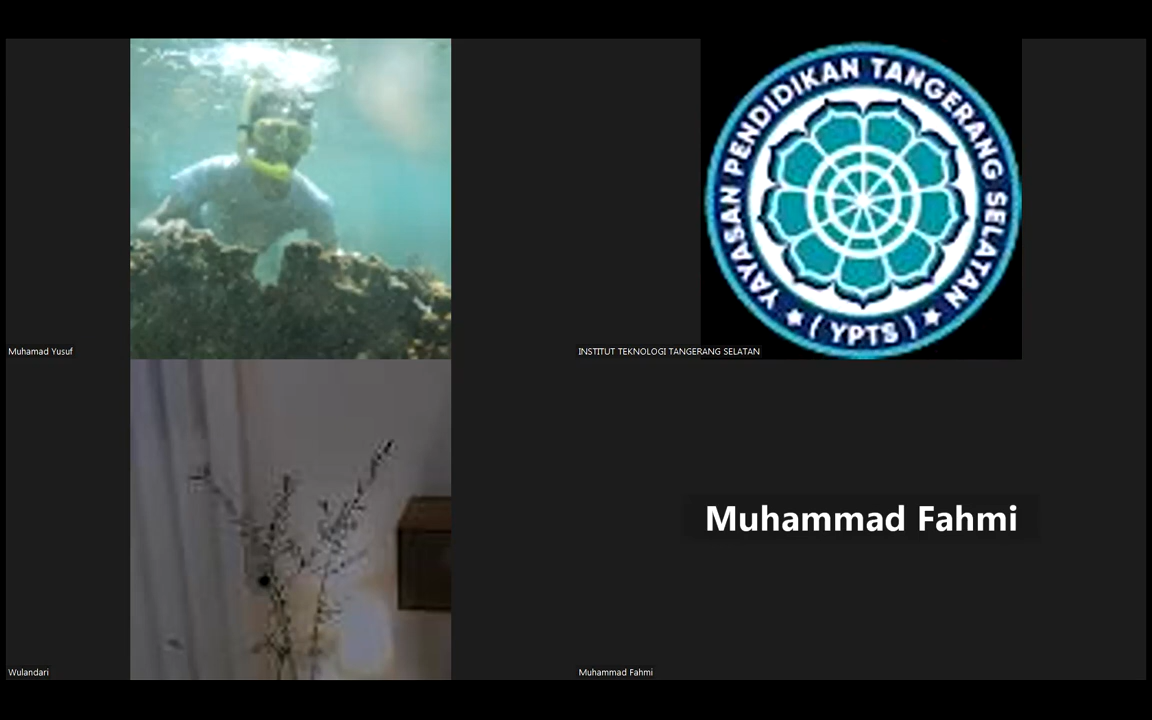 YAYASAN PENDIDIKAN TANGERANG SELATAN
★ ( YPTS ) ★
Muhamad Yusuf
INSTITUT TEKNOLOGI TANGERANG SELATAN
Muhammad Fahmi
Wulandari
Muhammad Fahmi